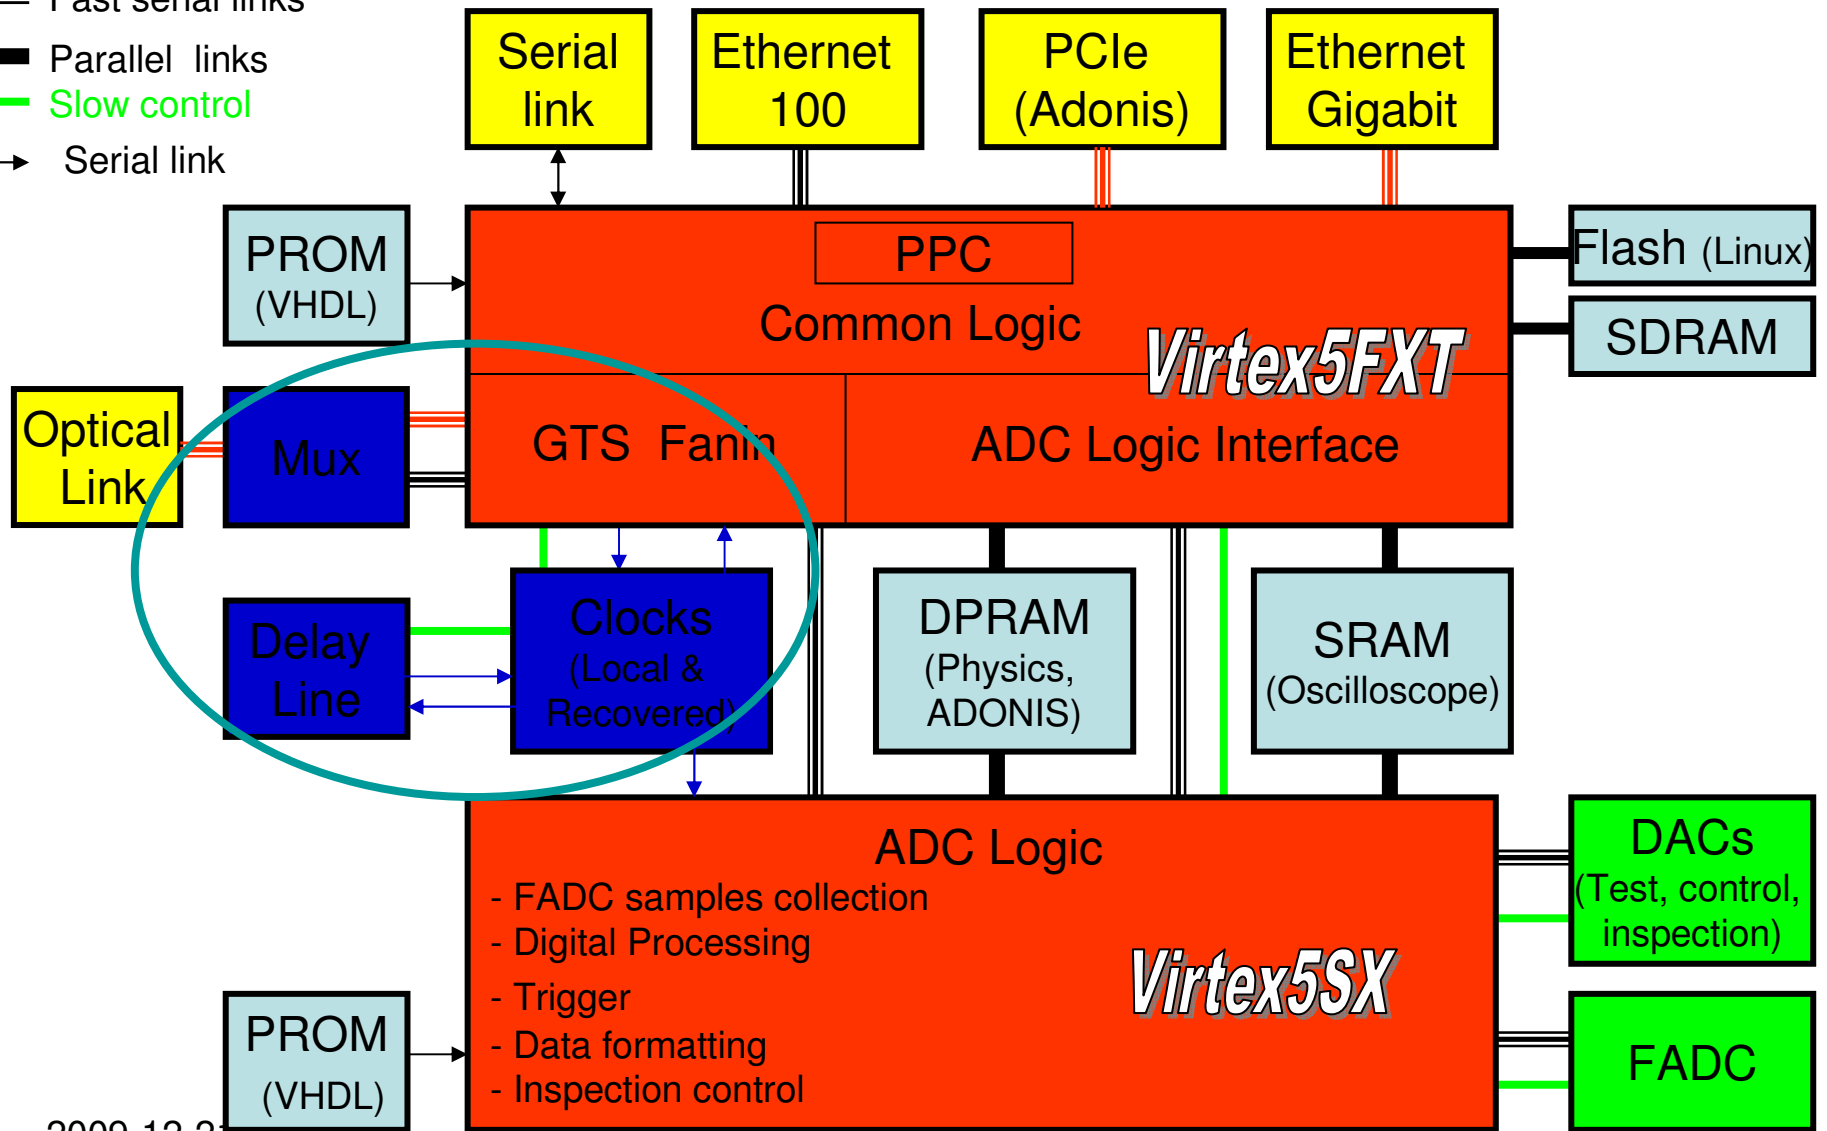 Fast serial links
Parallel links
Slow control
Serial link
Serial
link
Ethernet
100
PCIe
(Adonis)
Ethernet
Gigabit
PROM
(VHDL)
PPC
Common Logic
Virtex5FXT
Flash (Linux)
SDRAM
Optical
Link
Mux
GTS Fanin
ADC Logic Interface
Delay
Line
Clocks
(Local &
Recovered)
DPRAM
(Physics,
ADONIS)
SRAM
(Oscilloscope)
ADC Logic
- FADC samples collection
- Digital Processing
- Trigger
- Data formatting
- Inspection control
Virtex5SX
DACs
(Test, control,
inspection)
FADC
PROM
(VHDL)